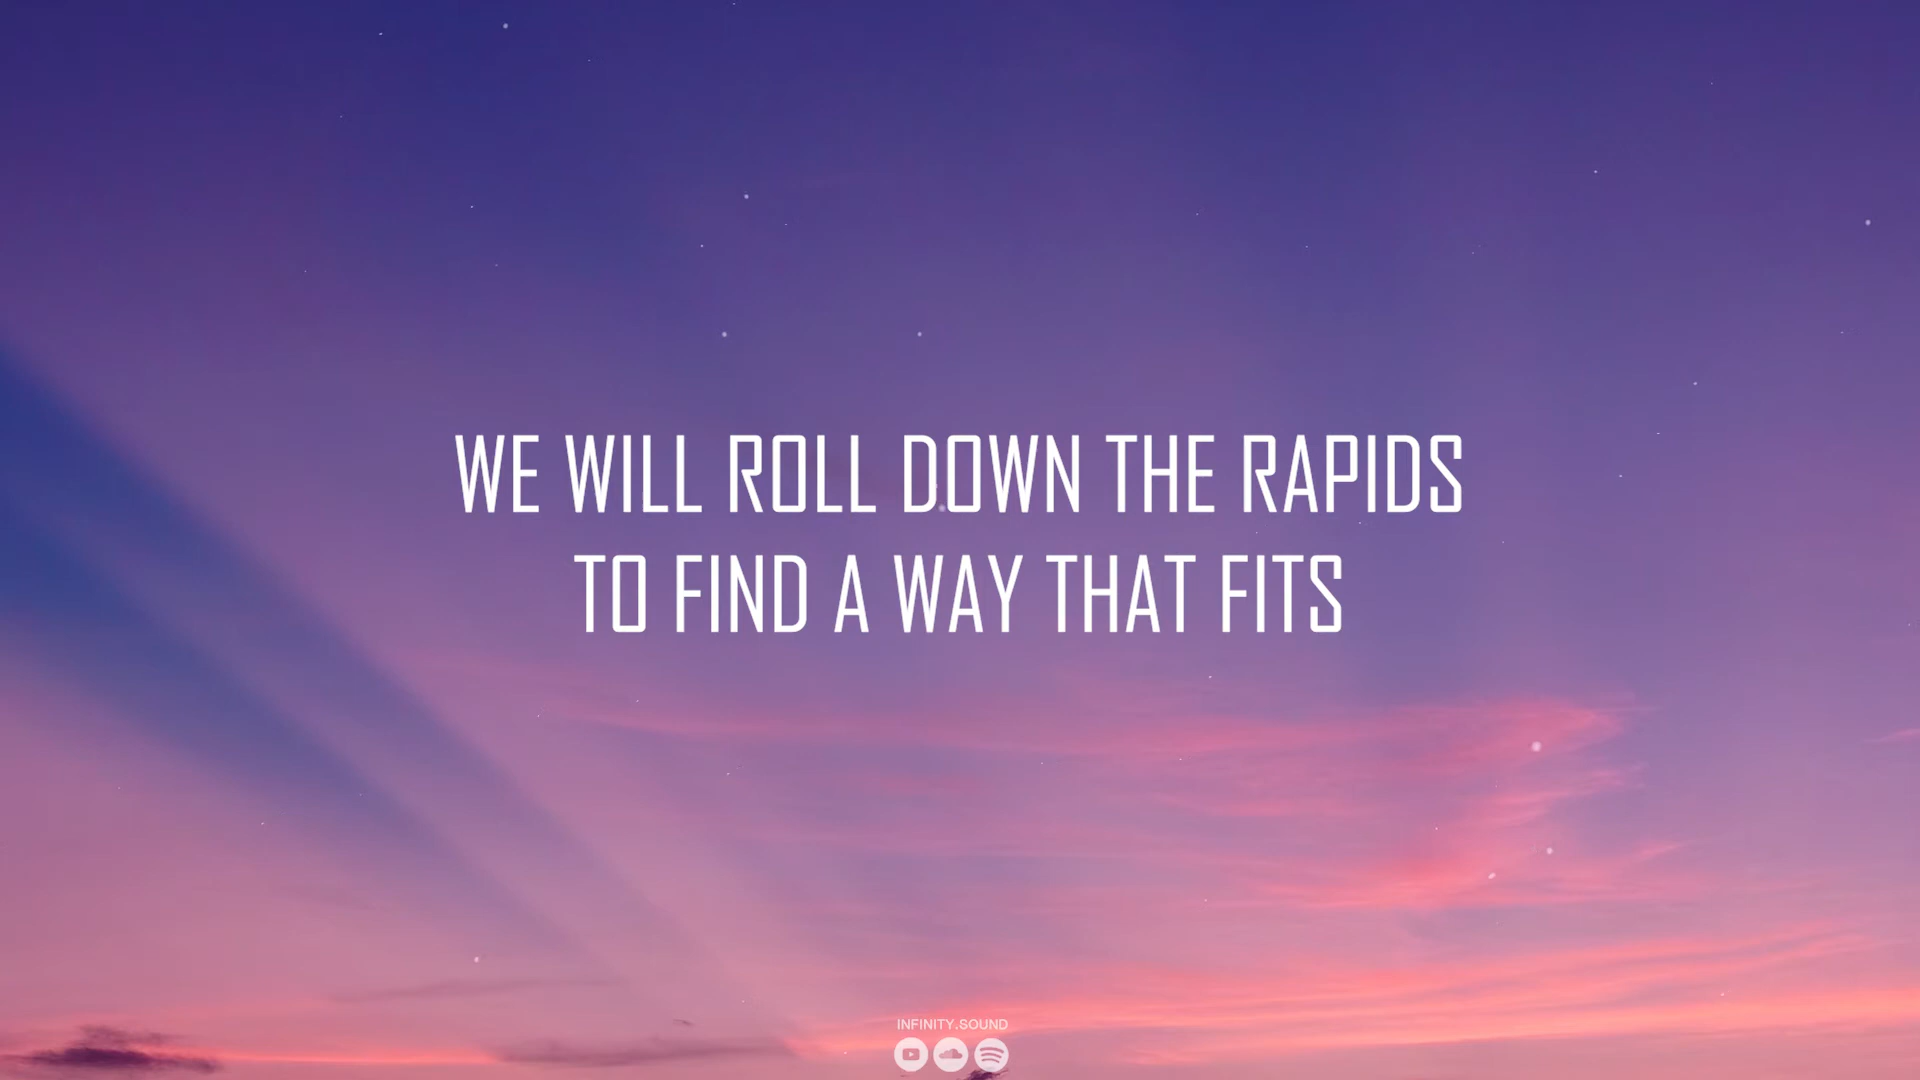 WE WILL ROLL DOWN THE RAPIDS
TO FIND A WAY THAT FITS
INFINITY.SOUND